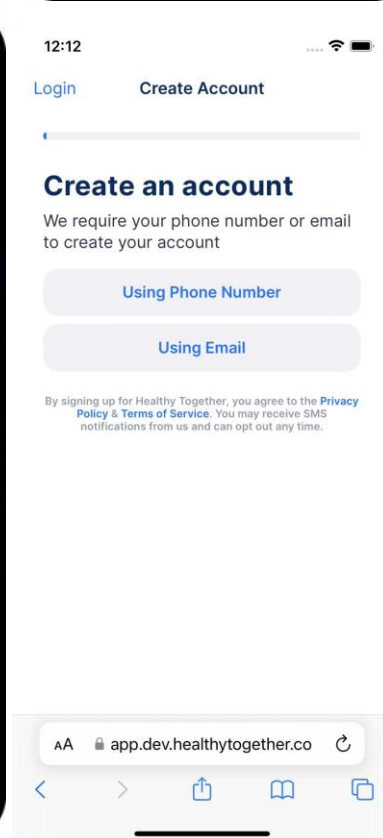 12:12
Login Create Account
Create an account
We require your phone number or email
to create your account
Using Phone Number
Using Email
By signing up for Healthy Together, you agree to the Privacy
Policy & Terms of Service. You may receive SMS
notifications from us and can opt out any time.
AA app.dev.healthytogether.co